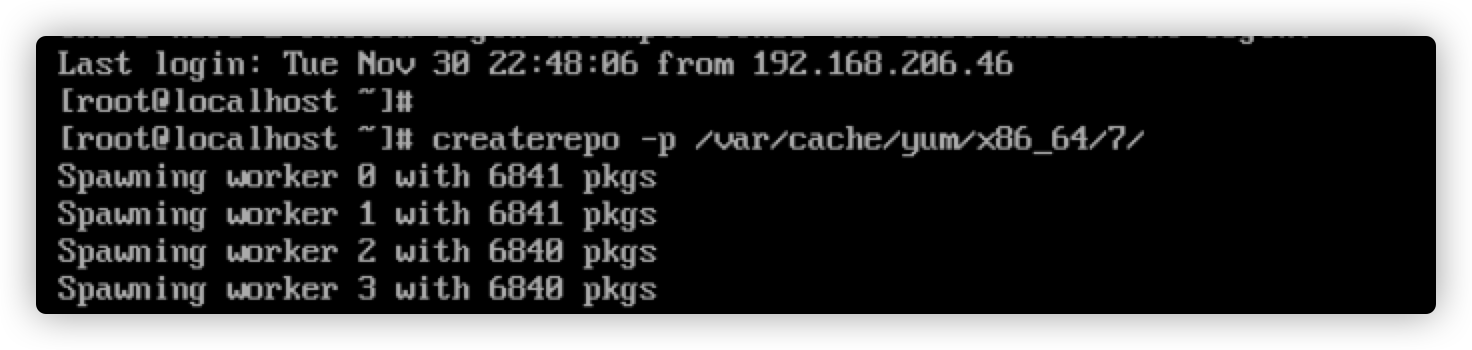 Last login: Tue Nov 30 22:48:06 from 192.168.206.46
[root@localhost ~]#
[root@localhost ~]# createrepo -p /var/cache/yum/x86_64/7/
Spawning worker 0 with 6841 pkgs
Spawning worker 1 with 6841 pkgs
Spawning worker 2 with 6840 pkgs
Spawning worker 3 with 6840 pkgs